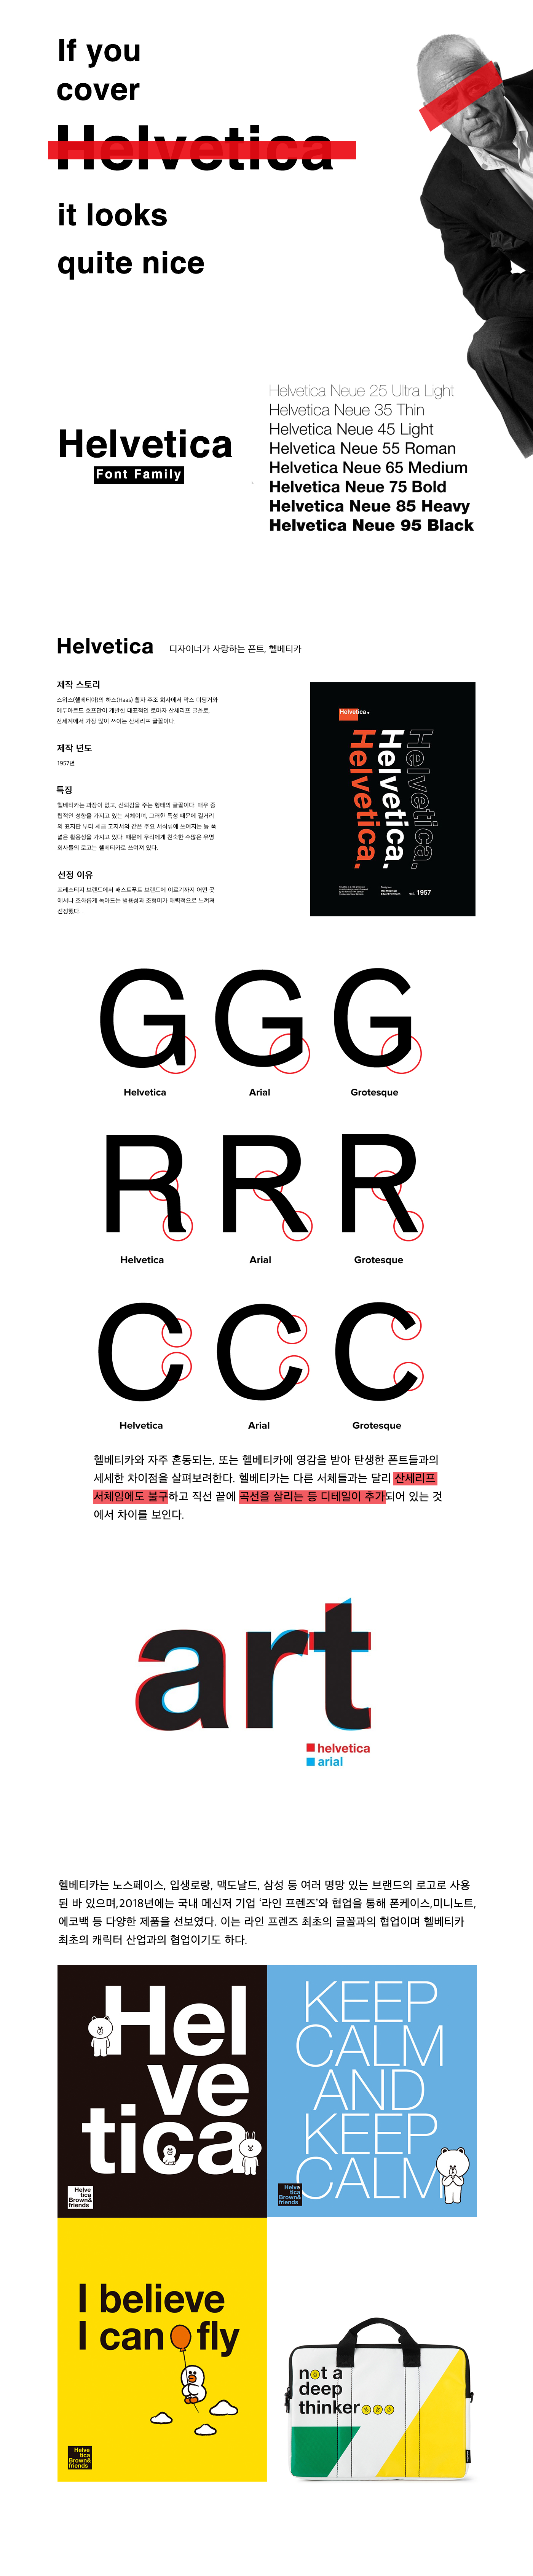 If you
cover
Helvetica
it looks
quite nice
Helvetica
Font Family
Helvetica Neue 25 Ultra Light
Helvetica Neue 35 Thin
Helvetica Neue 45 Light
Helvetica Neue 55 Roman
Helvetica Neue 65 Medium
Helvetica Neue 75 Bold
Helvetica Neue 85 Heavy
Helvetica Neue 95 Black
Helvetica 디자이너가 사랑하는 폰트, 헬베티카
제작 스토리
스위스(헬베티아)의 하스(Haas) 활자 주조 회사에서 막스 미딩거와
에두아르드 호프만이 개발한 대표적인 로마자 산세리프 글꼴로,
전세계에서 가장 많이 쓰이는 산세리프 글꼴이다.
제작 년도
1957년
특징
헬베티카는 과장이 없고, 신뢰감을 주는 형태의 글꼴이다. 매우 중
립적인 성향을 가지고 있는 서체이며, 그러한 특성 때문에 길거리
의 표지판 부터 세금 고지서와 같은 주요 서식류에 쓰여지는 등 폭
넓은 활용성을 가지고 있다. 때문에 우리에게 친숙한 수많은 유명
회사들의 로고는 헬베티카로 쓰여져 있다.
선정 이유
프레스티지 브랜드에서 패스트푸드 브랜드에 이르기까지 어떤 곳
에서나 조화롭게 녹아드는 범용성과 조형미가 매력적으로 느껴져
선정했다.
Helvetica.
Helvetica.
Helvetica.
Helvetica.
1957
G G G
Helvetica Arial Grotesque
R R R
Helvetica Arial Grotesque
C C C
Helvetica Arial Grotesque
헬베티카와 자주 혼동되는, 또는 헬베티카에 영감을 받아 탄생한 폰트들과의
세세한 차이점을 살펴보려한다. 헬베티카는 다른 서체들과는 달리 산세리프
서체임에도 불구하고 직선 끝에 곡선을 살리는 등 디테일이 추가되어 있는 것
에서 차이를 보인다.
art
helvetica
arial
헬베티카는 노스페이스, 입생로랑, 맥도날드, 삼성 등 여러 명망 있는 브랜드의 로고로 사용
된 바 있으며,2018년에는 국내 메신저 기업 ‘라인 프렌즈’와 협업을 통해 폰케이스,미니노트,
에코백 등 다양한 제품을 선보였다. 이는 라인 프렌즈 최초의 글꼴과의 협업이며 헬베티카
최초의 캐릭터 산업과의 협업이기도 하다.
Hel
ve
tica
Helve
tica
Brown&
friends
KEEP
CALM
AND
KEEP
CALM
Helve
tica
Brown&
friends
I believe
I can fly
Helve
tica
Brown&
friends
not a
deep
thinker